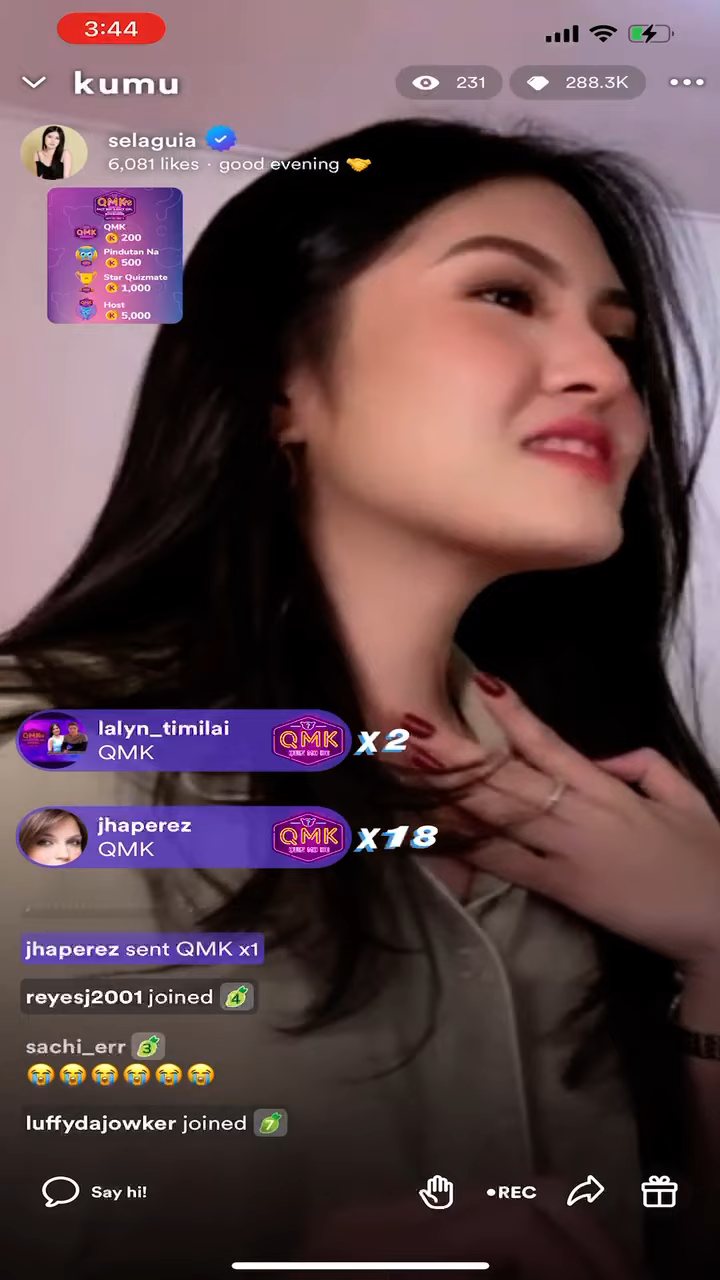 3:44
kumu
231
288.3K
selaguia
6,081 likes · good evening 🤝
QMKs
QMK
200
Pindutan Na
500
Star Quizmate
1,000
Host
5,000
lalyn_timilai
QMK
QMK
x2
jhaperez
QMK
QMK
x18
jhaperez sent QMK x1
reyesj2001 joined 4
sachi_err 3
😭😭😭😭😭😭
luffydajowker joined 7
Say hi!
•REC